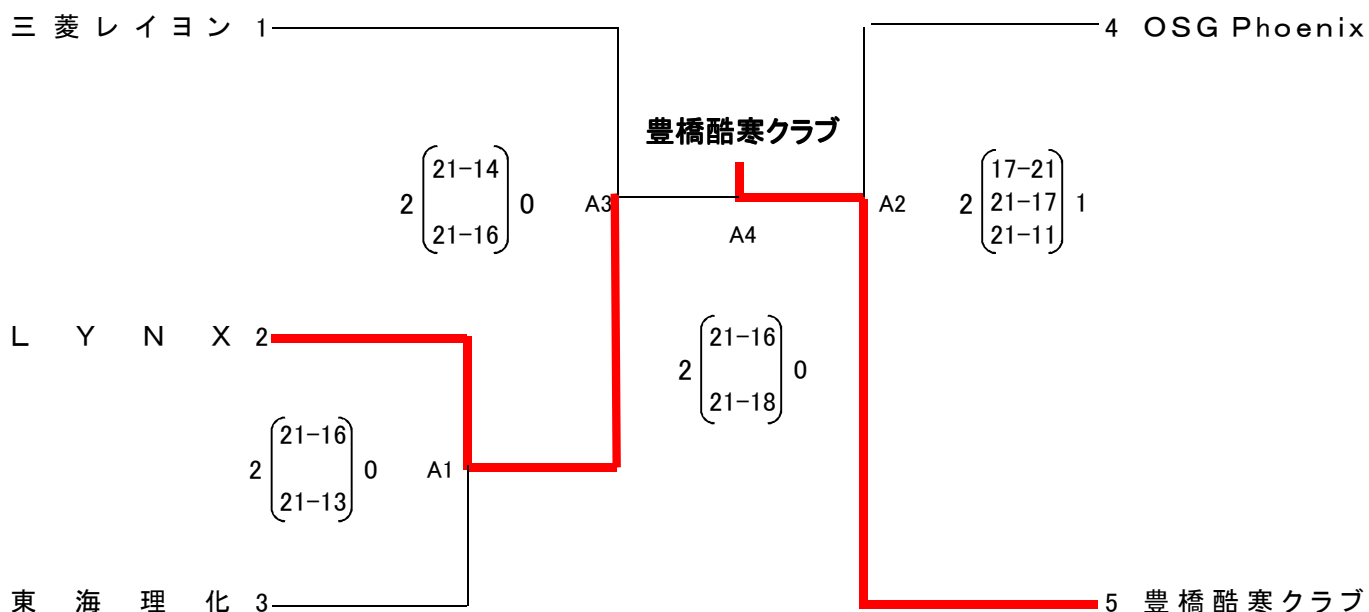 三菱レイヨン 1
4 OSG Phoenix
豊橋酷寒クラブ
2 21-14 0
21-16
A3
A2
2 17-21 1
21-17
21-11
A4
LYNX 2
2 21-16 0
21-18
2 21-16 0
21-13
A1
東海理化 3
5 豊橋酷寒クラブ